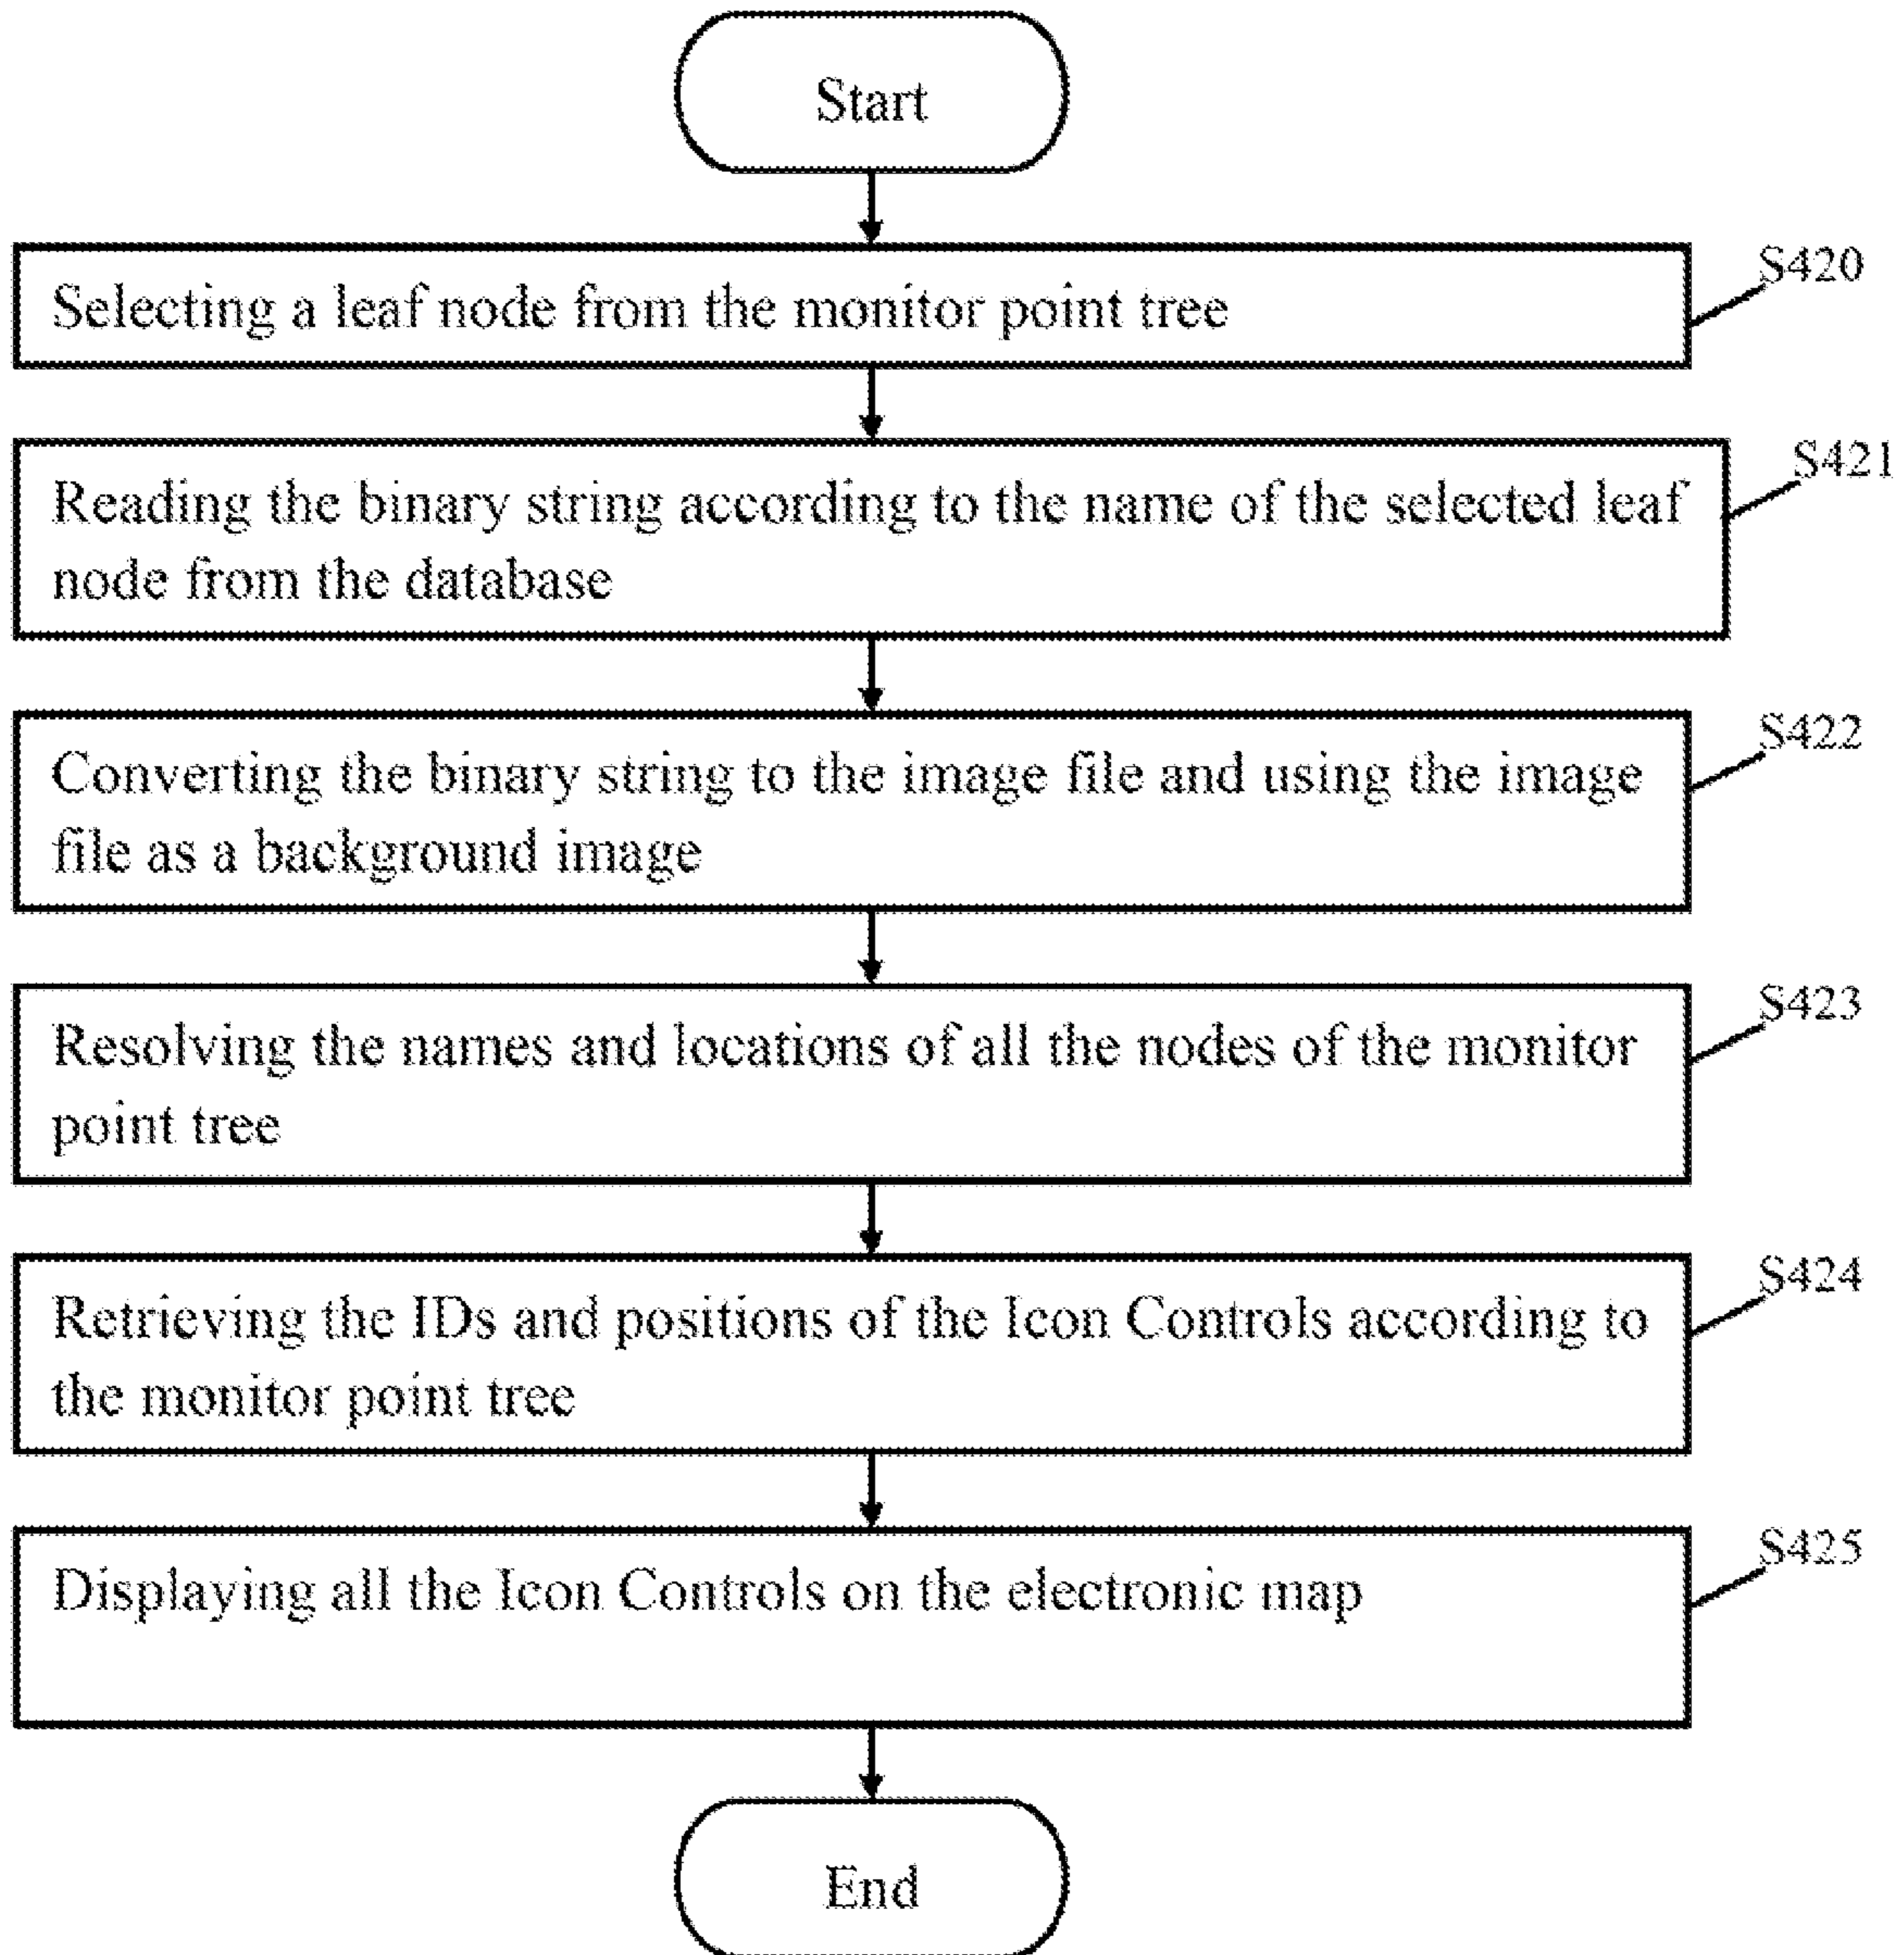 Start
S420
Selecting a leaf node from the monitor point tree
S421
Reading the binary string according to the name of the selected leaf
node from the database
S422
Converting the binary string to the image file and using the image
file as a background image
S423
Resolving the names and locations of all the nodes of the monitor
point tree
S424
Retrieving the IDs and positions of the Icon Controls according to
the monitor point tree
S425
Displaying all the Icon Controls on the electronic map
End